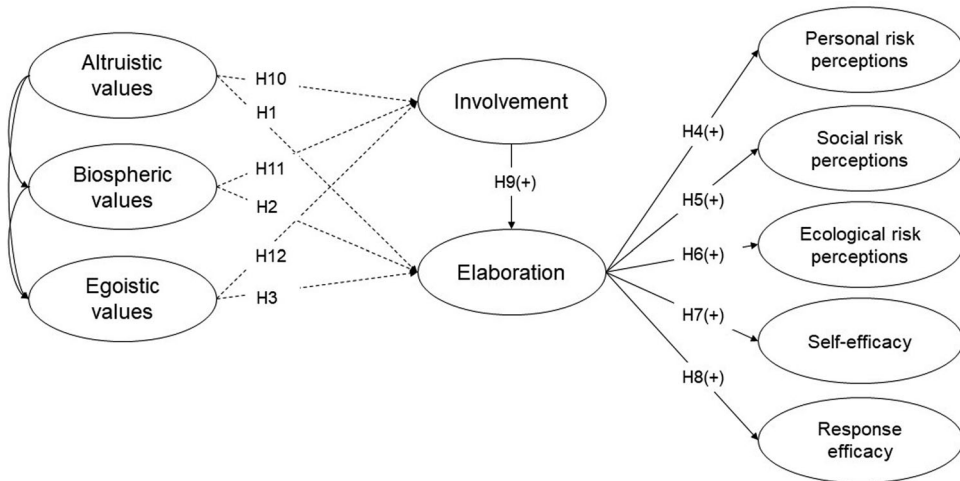 Altruistic
values
Biospheric
values
Egoistic
values
H10
H1
H11
H2
H12
H3
Involvement
H9(+)
Elaboration
H4(+)
H5(+)
H6(+)
H7(+)
H8(+)
Personal risk
perceptions
Social risk
perceptions
Ecological risk
perceptions
Self-efficacy
Response
efficacy